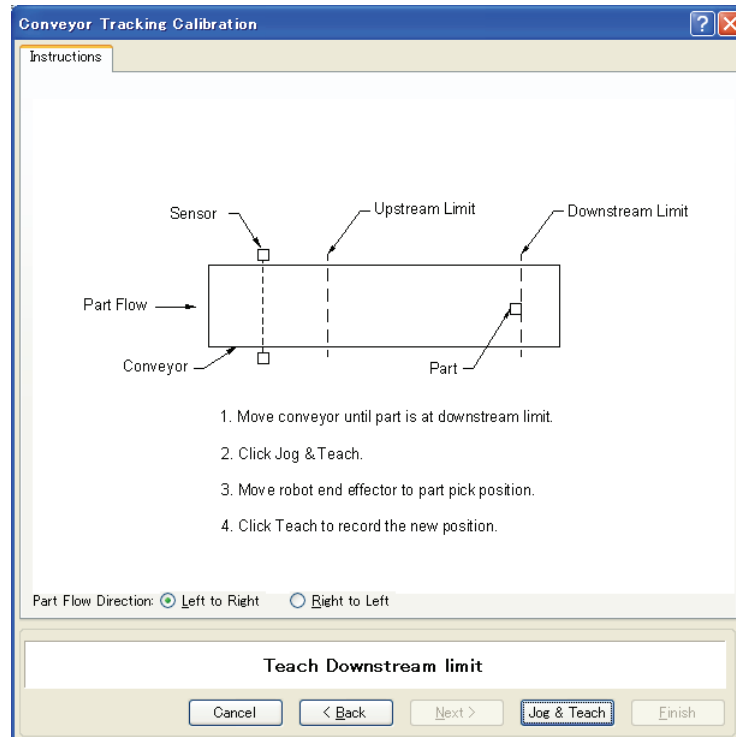 Conveyor Tracking Calibration
Instructions
Sensor
Upstream Limit
Downstream Limit
Part Flow
Conveyor
Part
1. Move conveyor until part is at downstream limit.
2. Click Jog & Teach.
3. Move robot end effector to part pick position.
4. Click Teach to record the new position.
Part Flow Direction: Left to Right Right to Left
Teach Downstream limit
Cancel < Back Next > Jog & Teach Finish